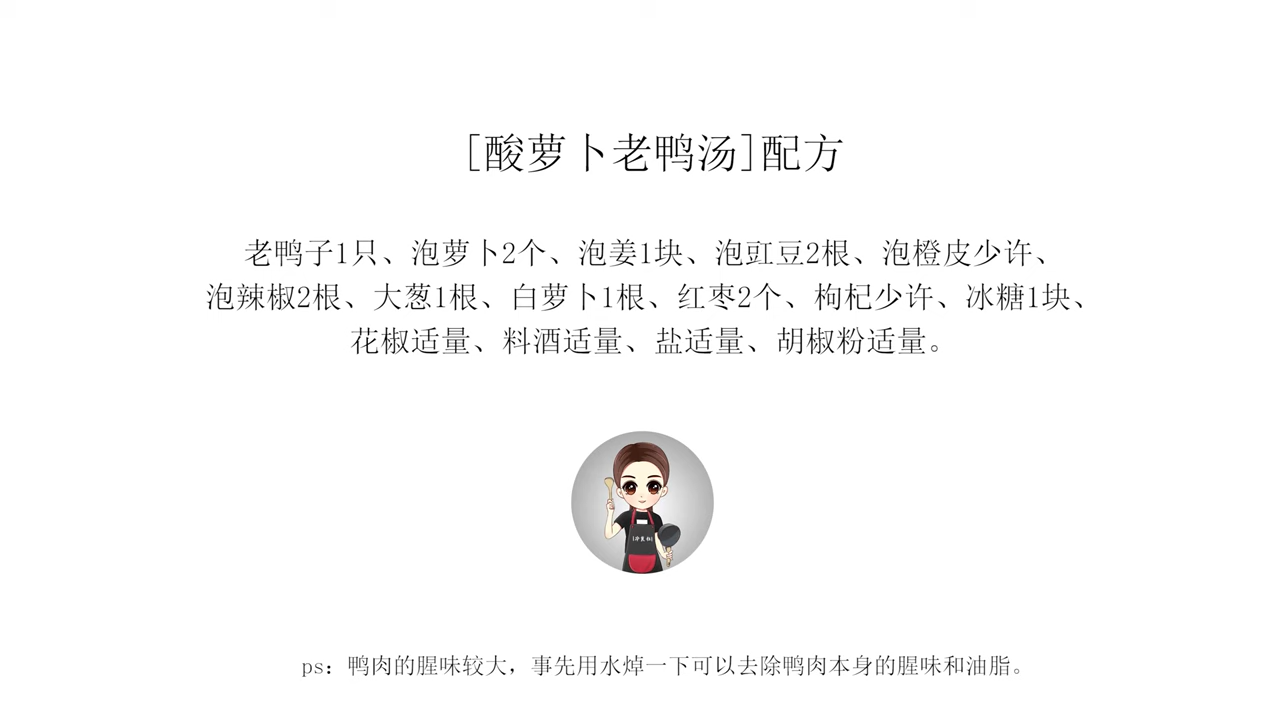 [酸萝卜老鸭汤]配方
老鸭子1只、泡萝卜2个、泡姜1块、泡豇豆2根、泡橙皮少许、
泡辣椒2根、大葱1根、白萝卜1根、红枣2个、枸杞少许、冰糖1块、
花椒适量、料酒适量、盐适量、胡椒粉适量。
ps：鸭肉的腥味较大，事先用水焯一下可以去除鸭肉本身的腥味和油脂。